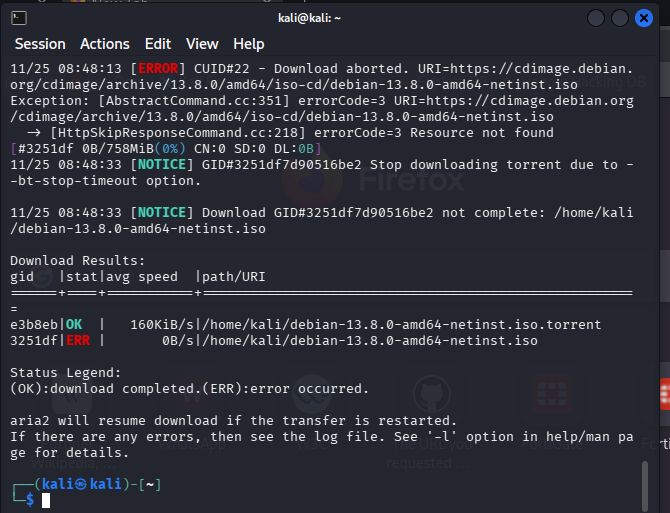 New Tab
kali@kali: ~
Session Actions Edit View Help
11/25 08:48:13 [ERROR] CUID#22 - Download aborted. URI=https://cdimage.debian.
org/cdimage/archive/13.8.0/amd64/iso-cd/debian-13.8.0-amd64-netinst.iso
Exception: [AbstractCommand.cc:351] errorCode=3 URI=https://cdimage.debian.org
/cdimage/archive/13.8.0/amd64/iso-cd/debian-13.8.0-amd64-netinst.iso
→ [HttpSkipResponseCommand.cc:218] errorCode=3 Resource not found
[#3251df 0B/758MiB(0%) CN:0 SD:0 DL:0B]
11/25 08:48:33 [NOTICE] GID#3251df7d90516be2 Stop downloading torrent due to -
-bt-stop-timeout option.
Firefox
11/25 08:48:33 [NOTICE] Download GID#3251df7d90516be2 not complete: /home/kali
/debian-13.8.0-amd64-netinst.iso
Download Results:
gid   |stat|avg speed  |path/URI
======+====+===========+=====================================================
=
e3b8eb|OK  |   160KiB/s|/home/kali/debian-13.8.0-amd64-netinst.iso.torrent
3251df|ERR |       0B/s|/home/kali/debian-13.8.0-amd64-netinst.iso
Status Legend:
(OK):download completed.(ERR):error occurred.
aria2 will resume download if the transfer is restarted.
If there are any errors, then see the log file. See '-l' option in help/man pa
ge for details.
Wikipedia,...
requested...
┌──(kali㉿kali)-[~]
└─$